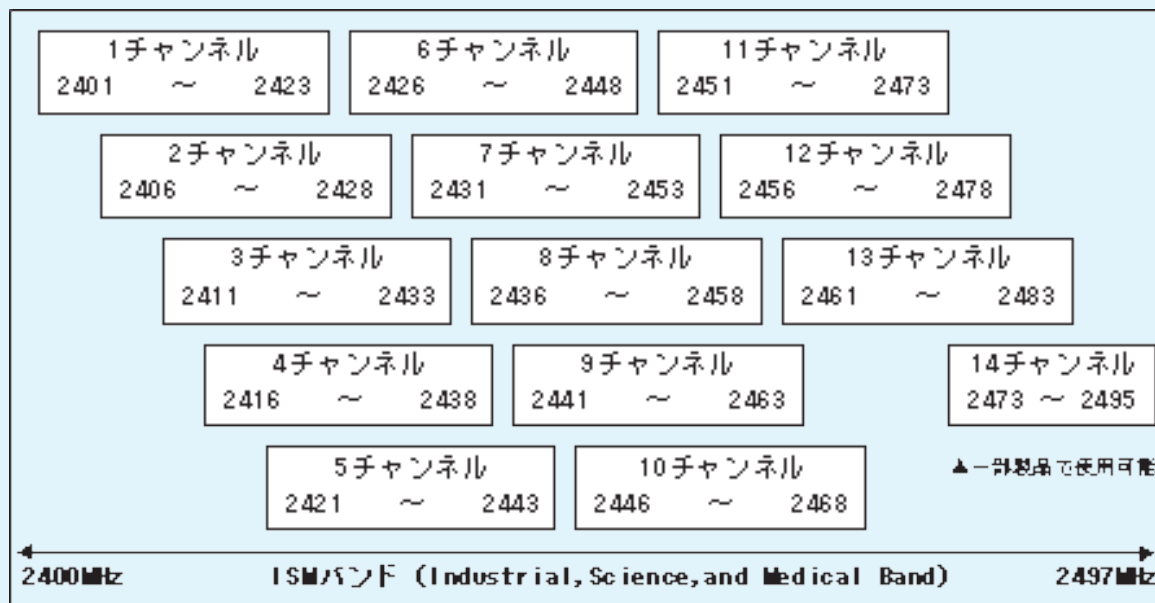 1チャンネル
2401 ～ 2423
6チャンネル
2426 ～ 2448
11チャンネル
2451 ～ 2473
2チャンネル
2406 ～ 2428
7チャンネル
2431 ～ 2453
12チャンネル
2456 ～ 2478
3チャンネル
2411 ～ 2433
8チャンネル
2436 ～ 2458
13チャンネル
2461 ～ 2483
4チャンネル
2416 ～ 2438
9チャンネル
2441 ～ 2463
14チャンネル
2473 ～ 2495
5チャンネル
2421 ～ 2443
10チャンネル
2446 ～ 2468
▲一部製品で使用可能
2400MHz ISMバンド (Industrial,Science,and Medical Band) 2497MHz